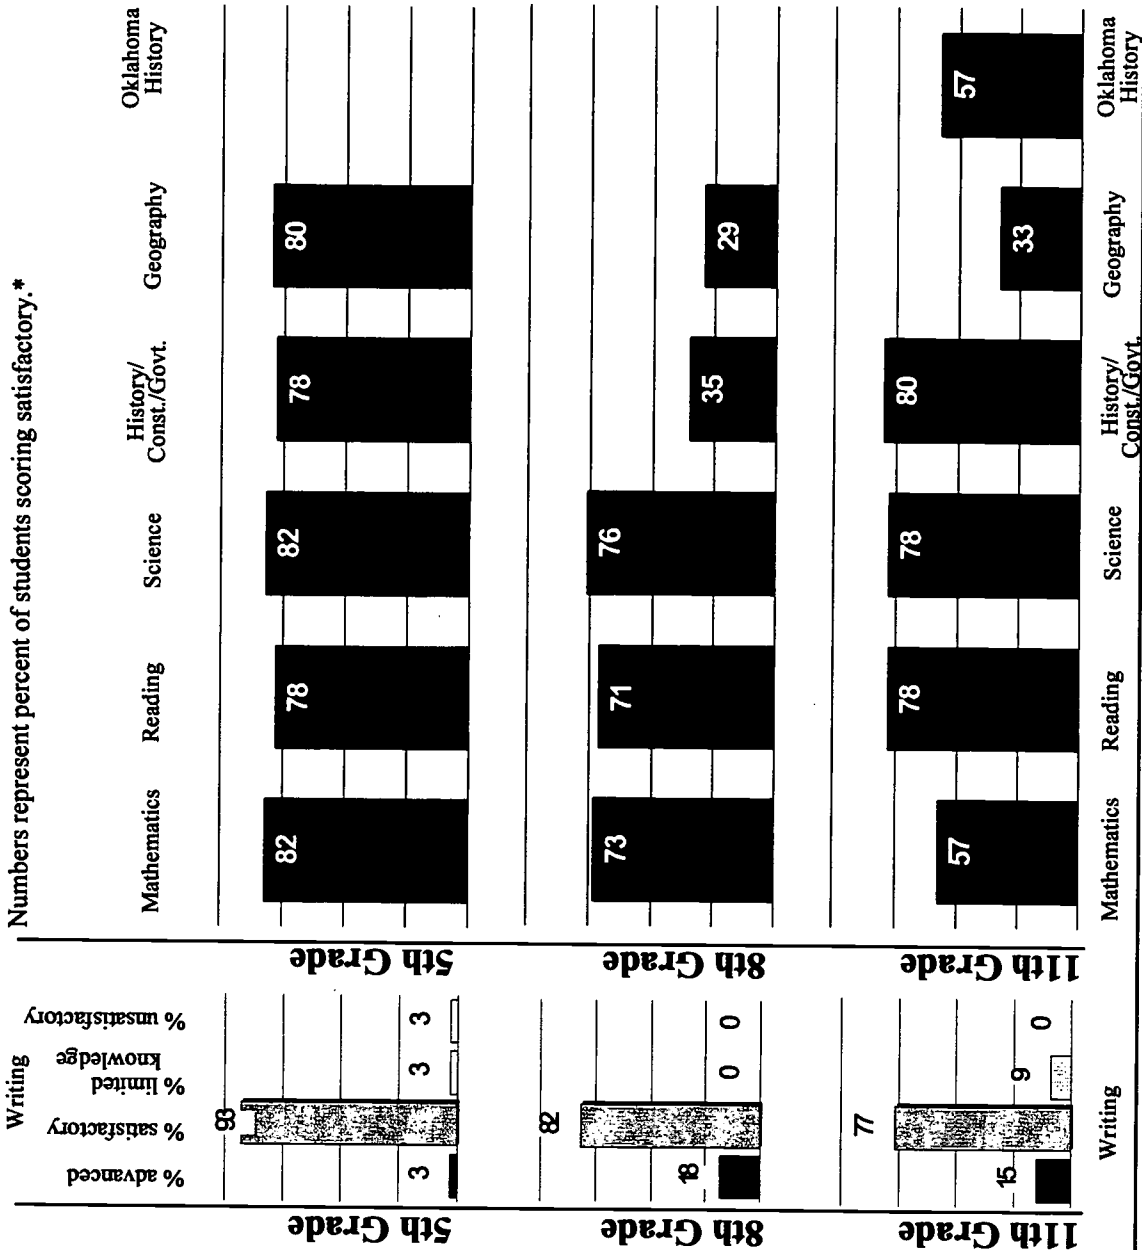 Numbers represent percent of students scoring satisfactory.*
Writing
% advanced
% satisfactory
% limited
knowledge
% unsatisfactory
Mathematics
Reading
Science
History/
Const./Govt.
Geography
Oklahoma
History
5th Grade
3
93
3
3
5th Grade
82
78
82
78
80
8th Grade
18
82
0
0
8th Grade
73
71
76
35
29
11th Grade
15
77
9
0
11th Grade
57
78
78
80
33
57
Writing
Mathematics
Reading
Science
History/
Const./Govt.
Geography
Oklahoma
History